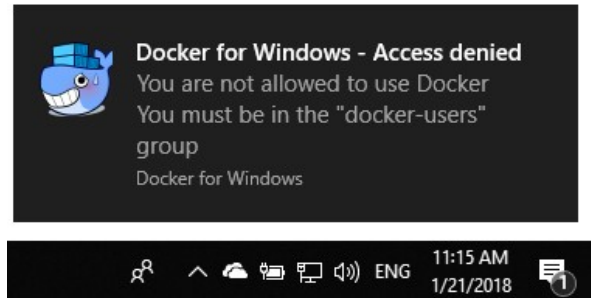 Docker for Windows - Access denied
You are not allowed to use Docker
You must be in the "docker-users"
group
Docker for Windows
ENG
11:15 AM
1/21/2018
1